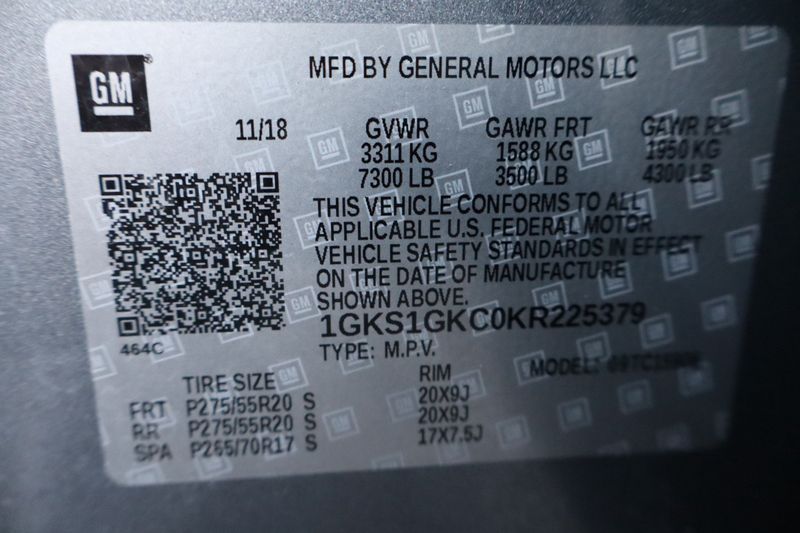 GM
MFD BY GENERAL MOTORS LLC
11/18 GVWR GAWR FRT GAWR RR
3311 KG 1588 KG 1950 KG
7300 LB 3500 LB 4300 LB
THIS VEHICLE CONFORMS TO ALL
APPLICABLE U.S. FEDERAL MOTOR
VEHICLE SAFETY STANDARDS IN EFFECT
ON THE DATE OF MANUFACTURE
SHOWN ABOVE.
1GKS1GKC0KR225379
464C
TYPE: M.P.V. MODEL:
TIRE SIZE RIM
FRT P275/55R20 S 20X9J
RR P275/55R20 S 20X9J
SPA P265/70R17 S 17X7.5J